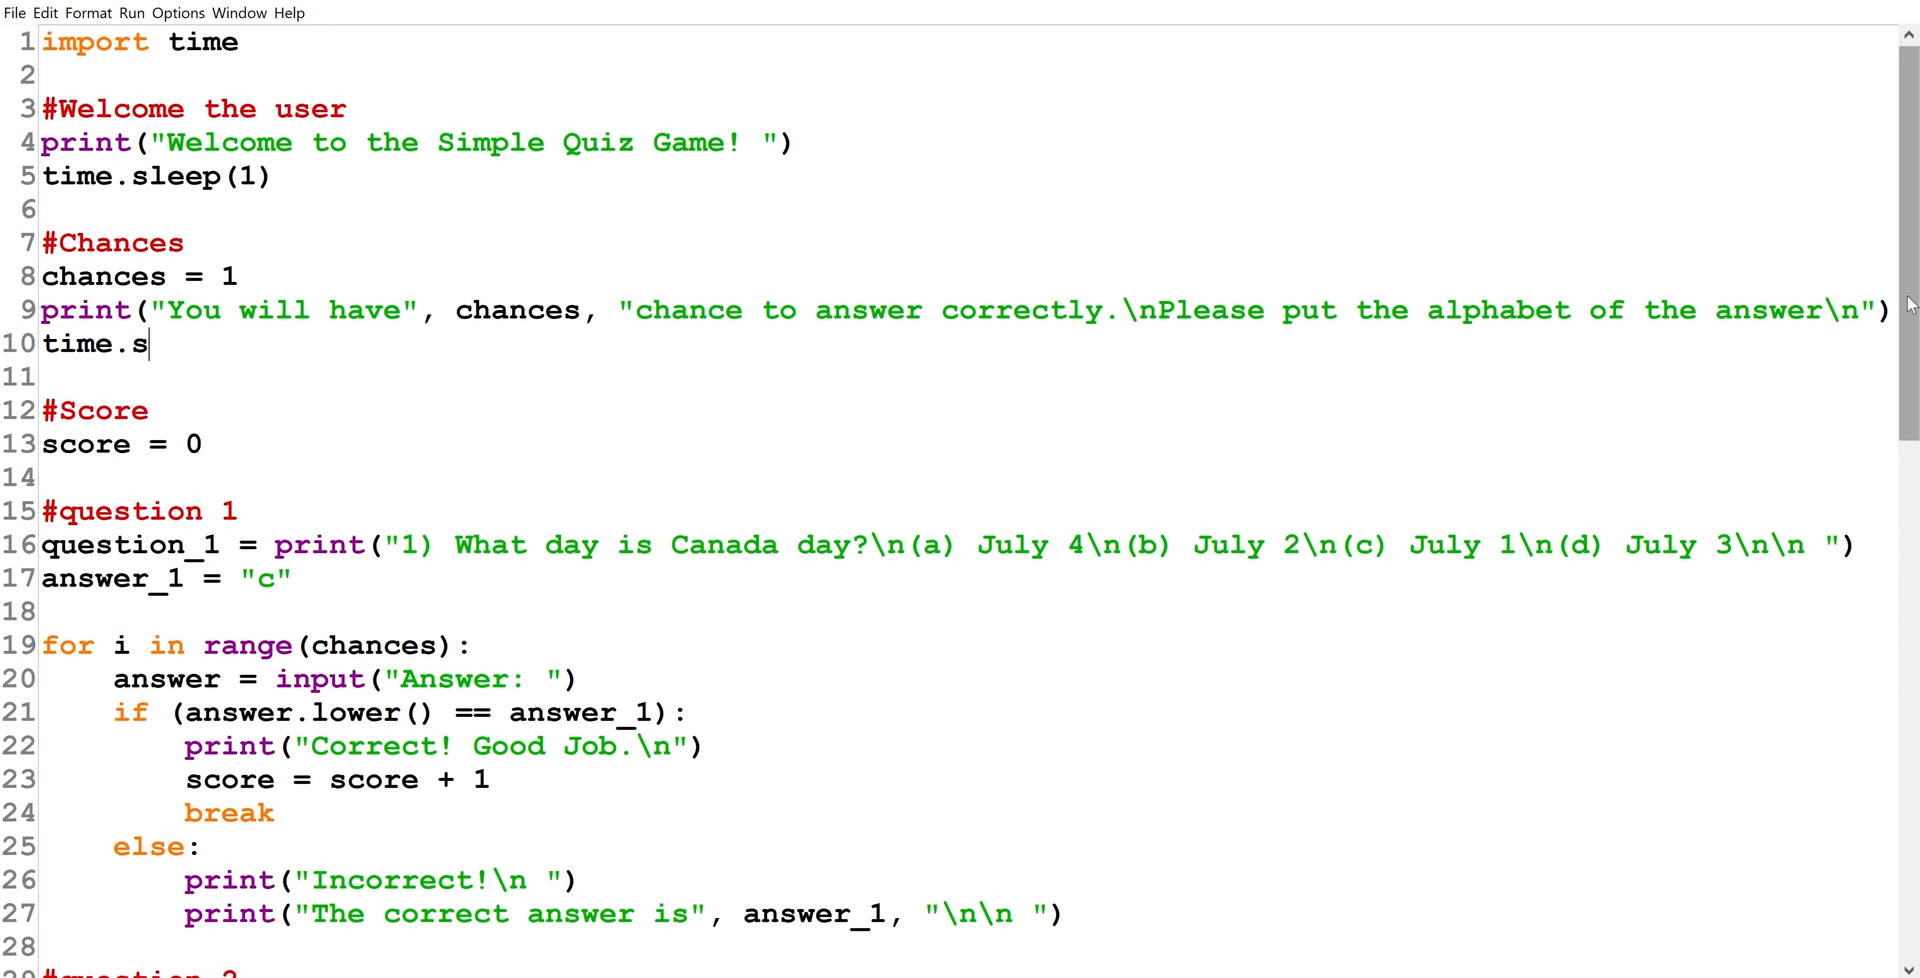 File Edit Format Run Options Window Help
1 import time
2
3 #Welcome the user
4 print("Welcome to the Simple Quiz Game! ")
5 time.sleep(1)
6
7 #Chances
8 chances = 1
9 print("You will have", chances, "chance to answer correctly.\nPlease put the alphabet of the answer\n")
10 time.s
11
12 #Score
13 score = 0
14
15 #question 1
16 question_1 = print("1) What day is Canada day?\n(a) July 4\n(b) July 2\n(c) July 1\n(d) July 3\n\n ")
17 answer_1 = "c"
18
19 for i in range(chances):
20     answer = input("Answer: ")
21     if (answer.lower() == answer_1):
22         print("Correct! Good Job.\n")
23         score = score + 1
24         break
25     else:
26         print("Incorrect!\n ")
27         print("The correct answer is", answer_1, "\n\n ")
28
29 #question 2